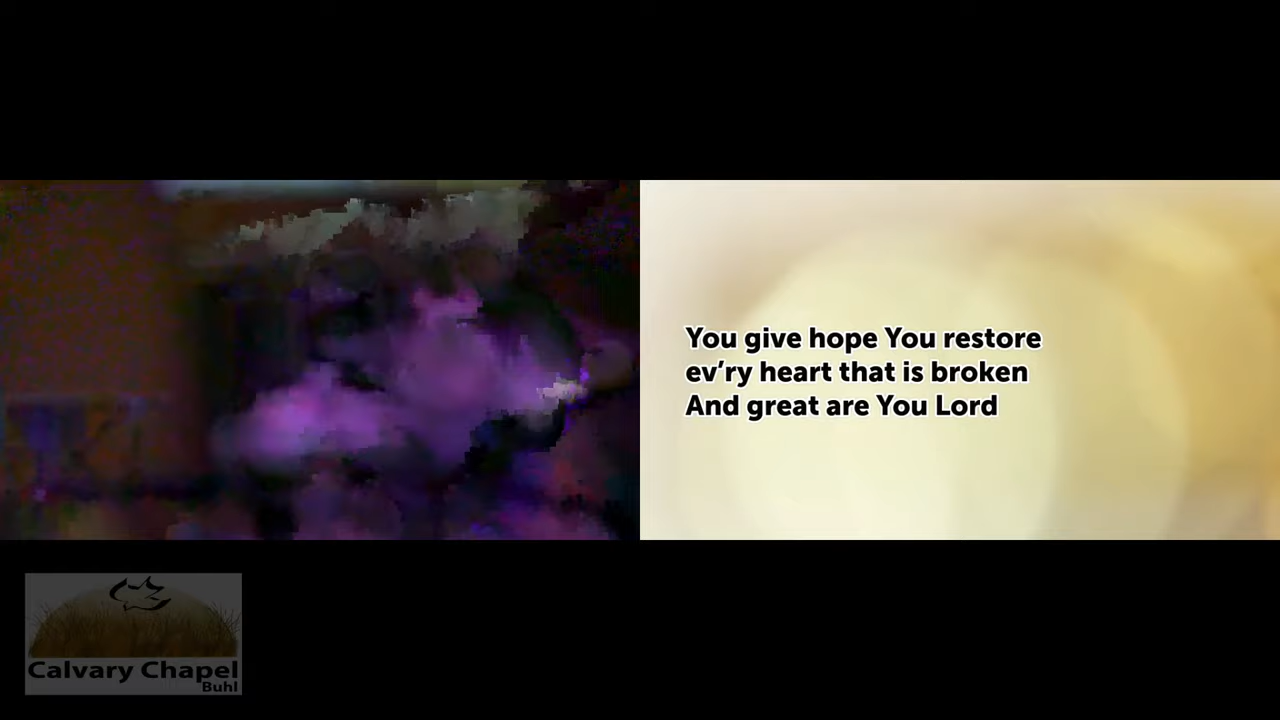 You give hope You restore
ev’ry heart that is broken
And great are You Lord
Calvary Chapel
Buhl